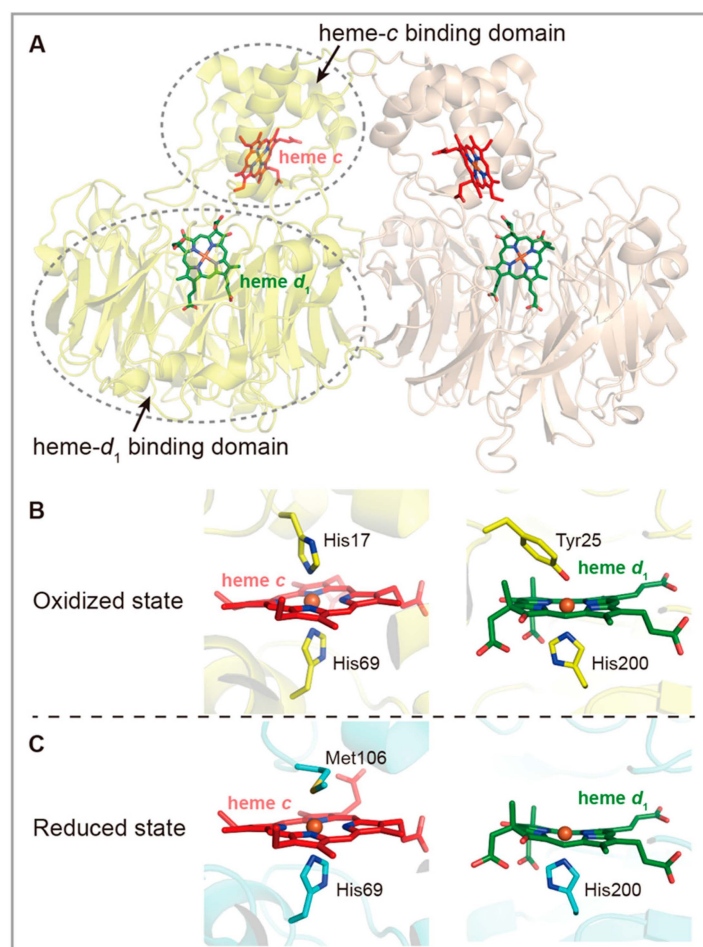 A
heme-c binding domain
heme c
heme d₁
heme-d₁ binding domain
B
His17
Tyr25
heme c
heme d₁
Oxidized state
His69
His200
C
Met106
heme c
heme d₁
Reduced state
His69
His200